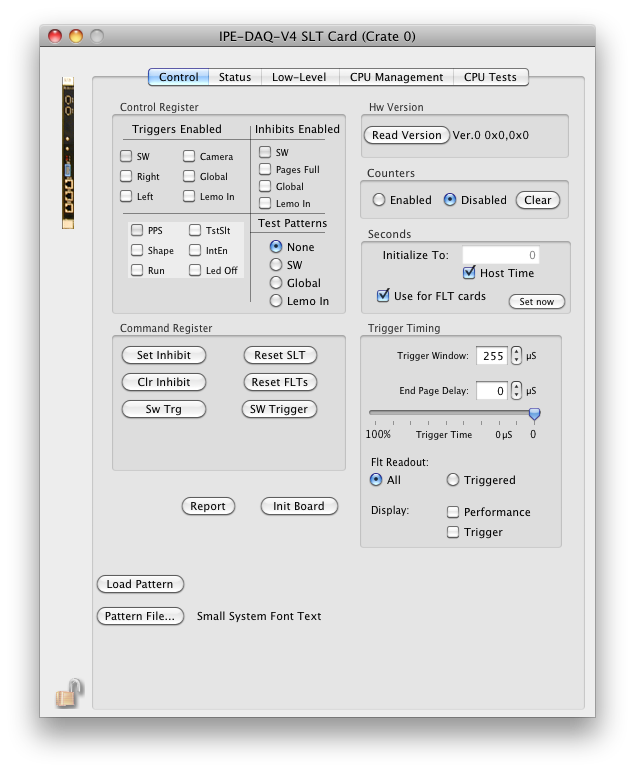 IPE-DAQ-V4 SLT Card (Crate 0)
Control Status Low-Level CPU Management CPU Tests
Control Register
Triggers Enabled
SW Camera
Right Global
Left Lemo In
Inhibits Enabled
SW
Pages Full
Global
Lemo In
PPS TstSlt
Shape IntEn
Run Led Off
Test Patterns
None
SW
Global
Lemo In
Hw Version
Read Version Ver.0 0x0,0x0
Counters
Enabled Disabled Clear
Seconds
Initialize To: 0
Host Time
Use for FLT cards Set now
Command Register
Set Inhibit Reset SLT
Clr Inhibit Reset FLTs
Sw Trg SW Trigger
Trigger Timing
Trigger Window: 255 µS
End Page Delay: 0 µS
100% Trigger Time 0µS 0
Flt Readout:
All Triggered
Display: Performance
Trigger
Report Init Board
Load Pattern
Pattern File... Small System Font Text